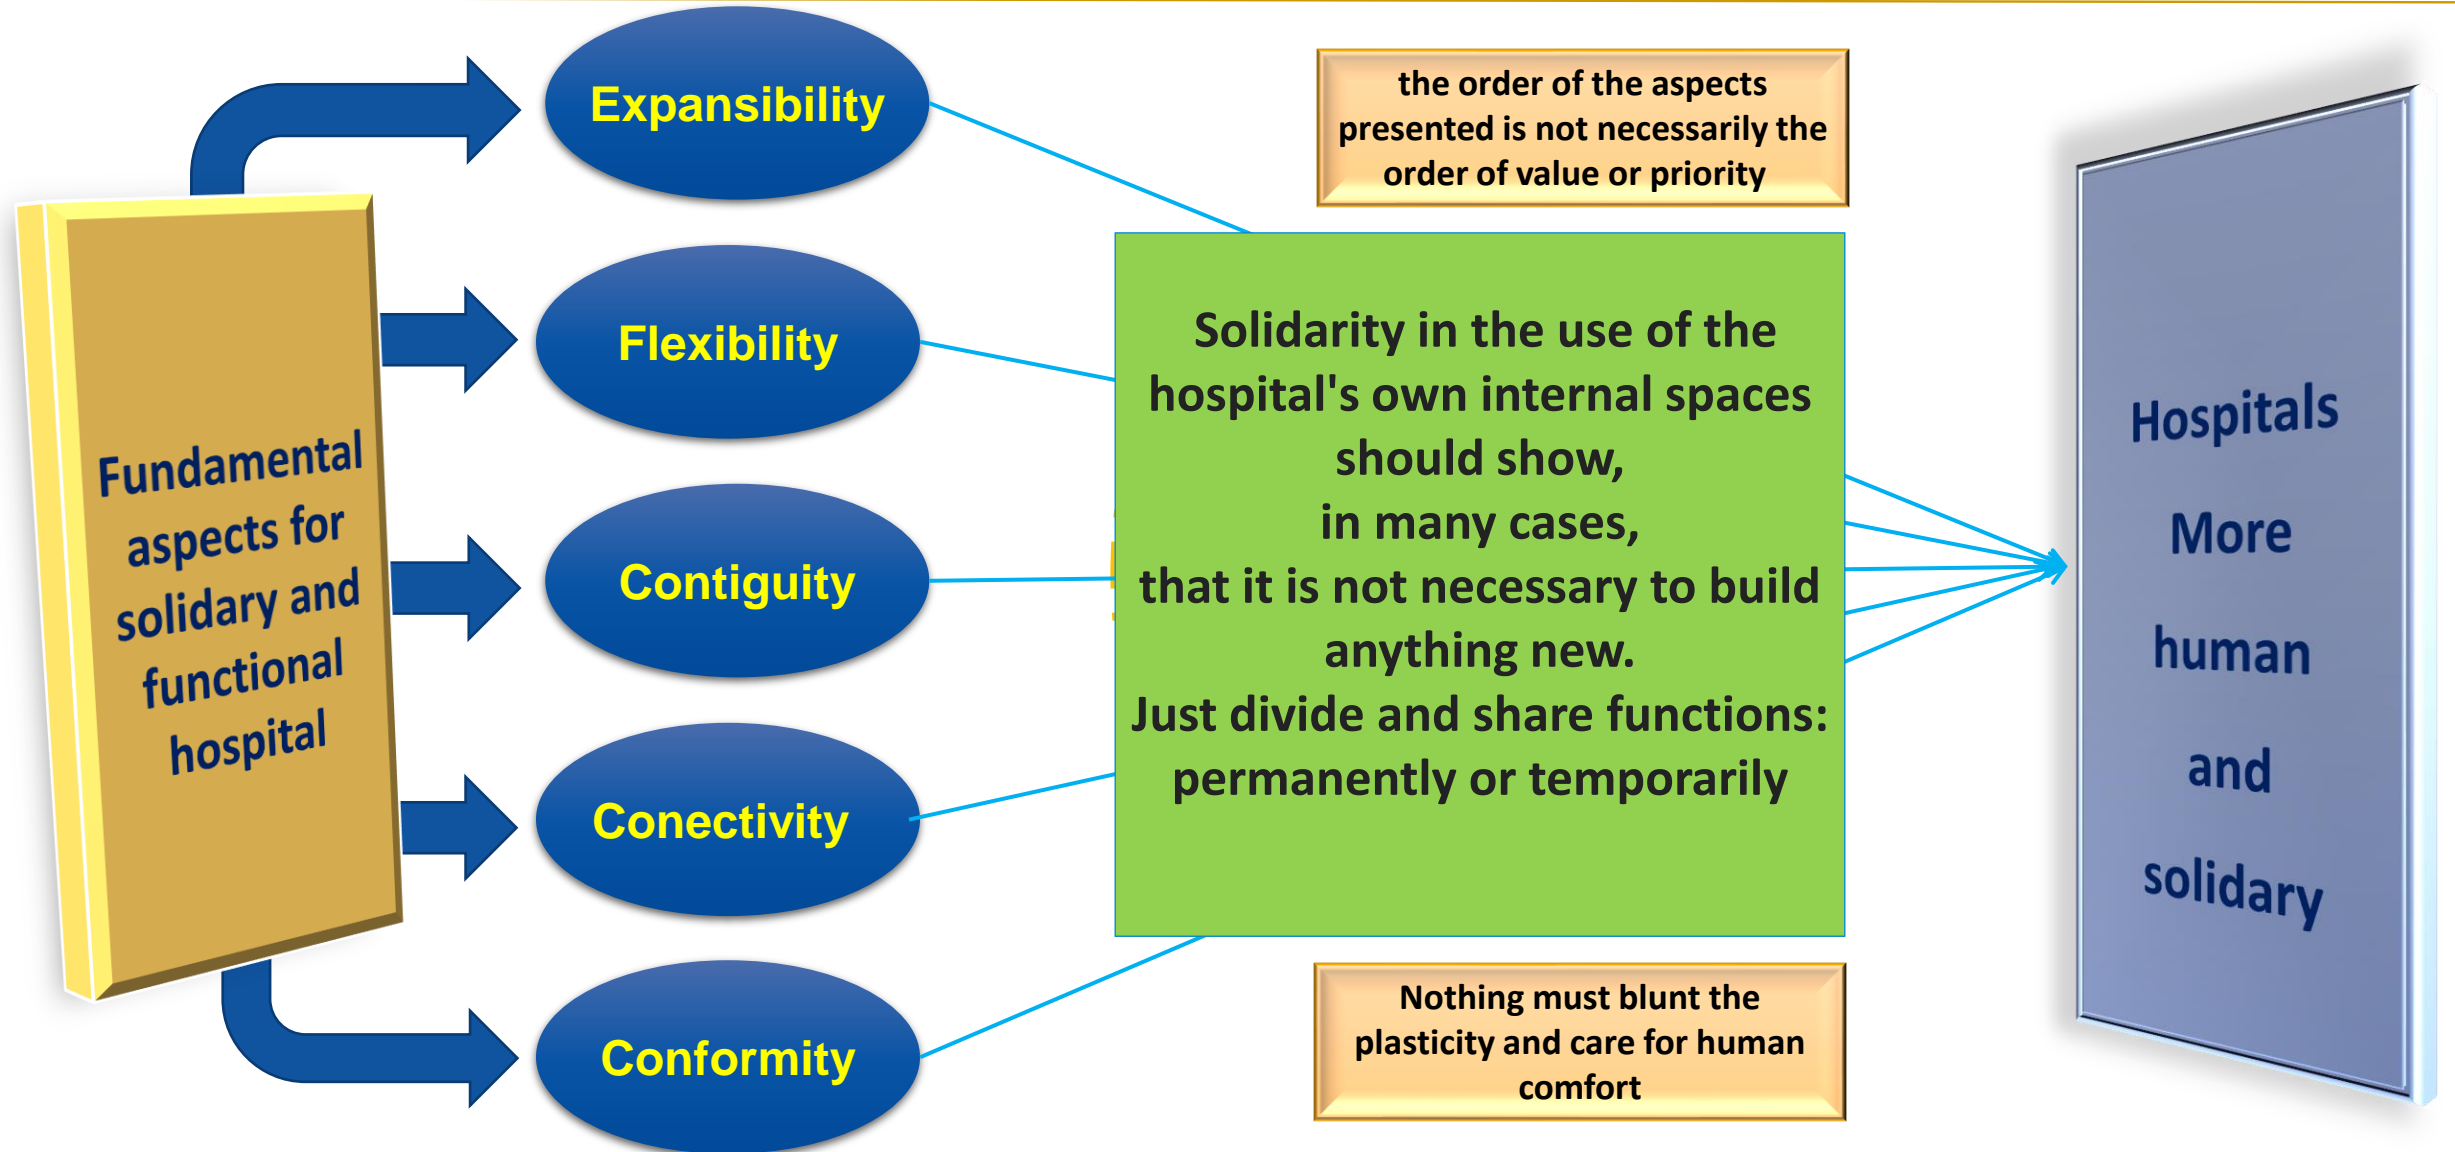 Fundamental
aspects for
solidary and
functional
hospital
Expansibility
Flexibility
Contiguity
Conectivity
Conformity
the order of the aspects
presented is not necessarily the
order of value or priority
Solidarity in the use of the
hospital's own internal spaces
should show,
in many cases,
that it is not necessary to build
anything new.
Just divide and share functions:
permanently or temporarily
Nothing must blunt the
plasticity and care for human
comfort
Hospitals
More
human
and
solidary